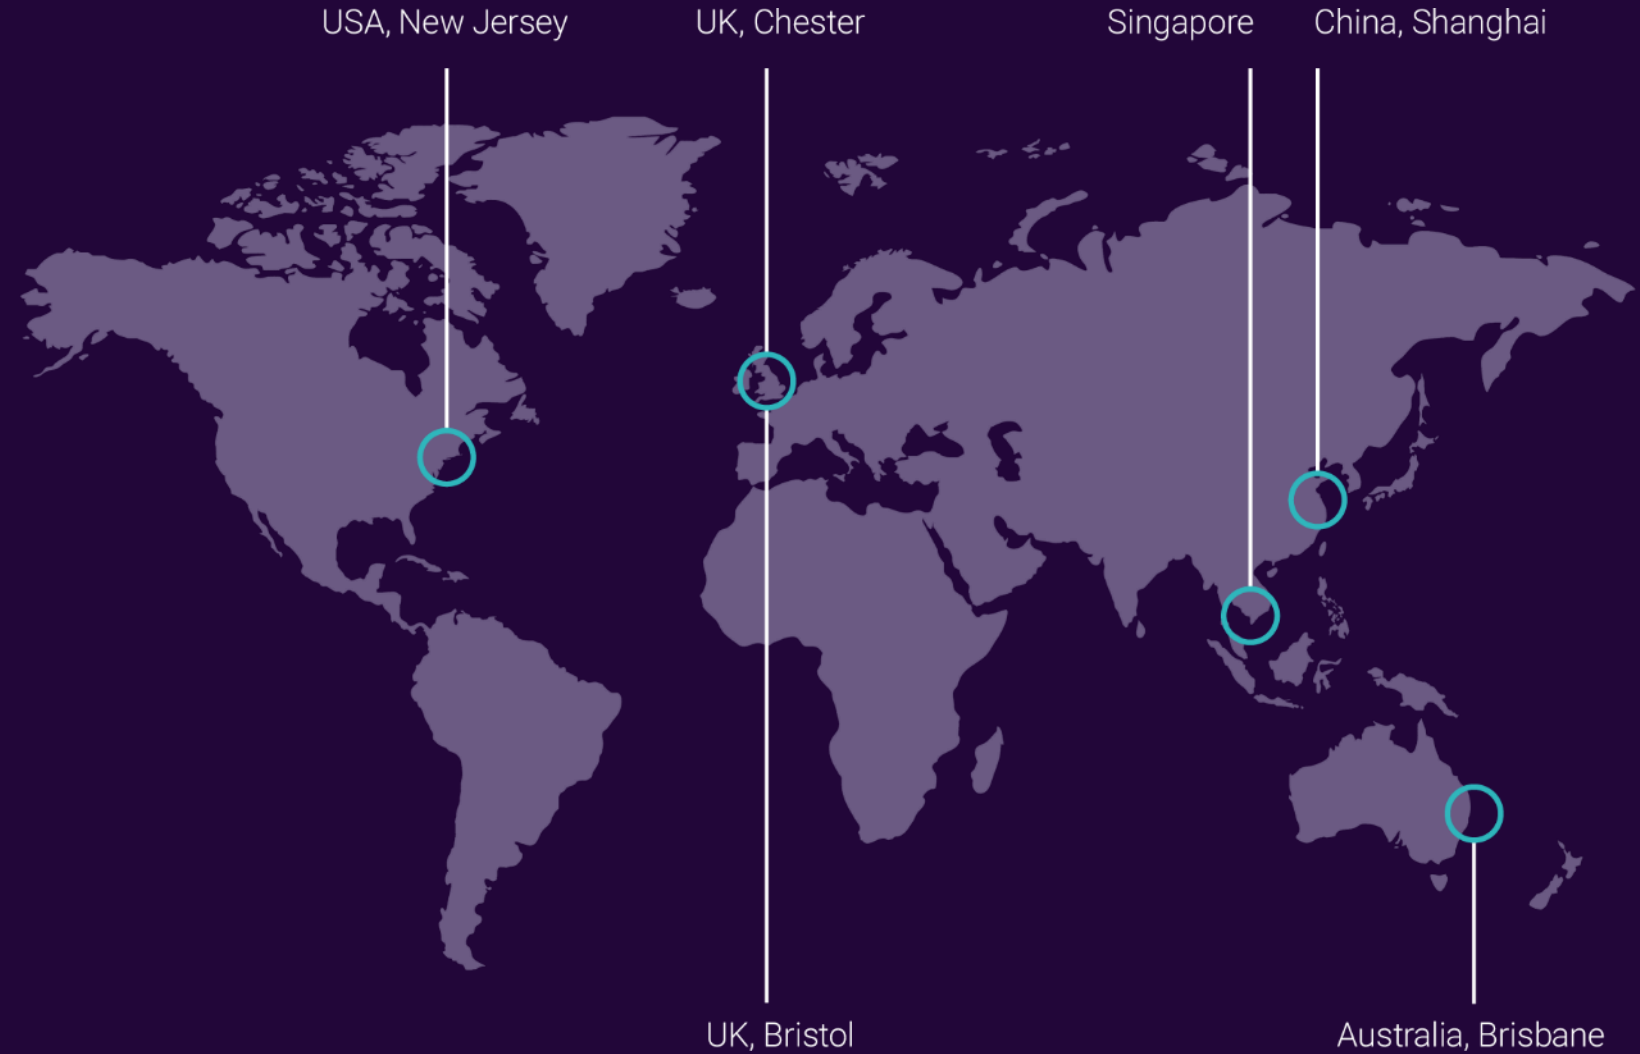 USA, New Jersey
UK, Chester
Singapore
China, Shanghai
UK, Bristol
Australia, Brisbane